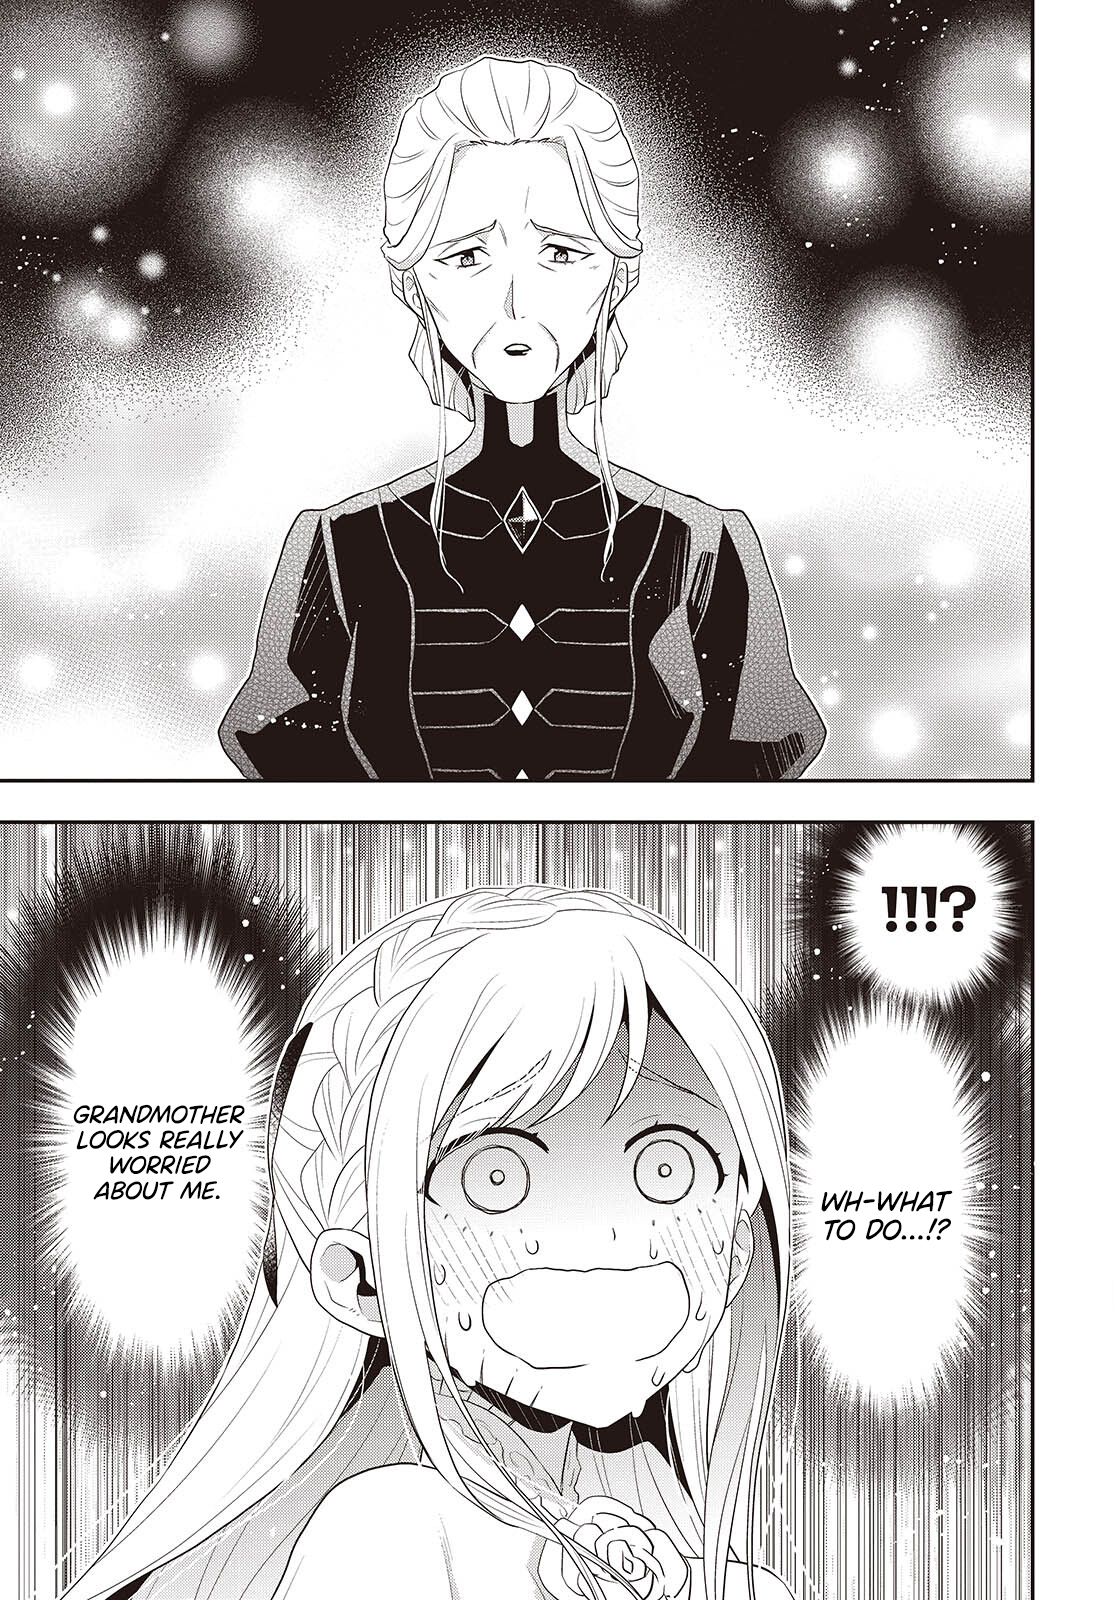 !!!?
WH-WHAT
TO DO...!?
GRANDMOTHER
LOOKS REALLY
WORRIED
ABOUT ME.